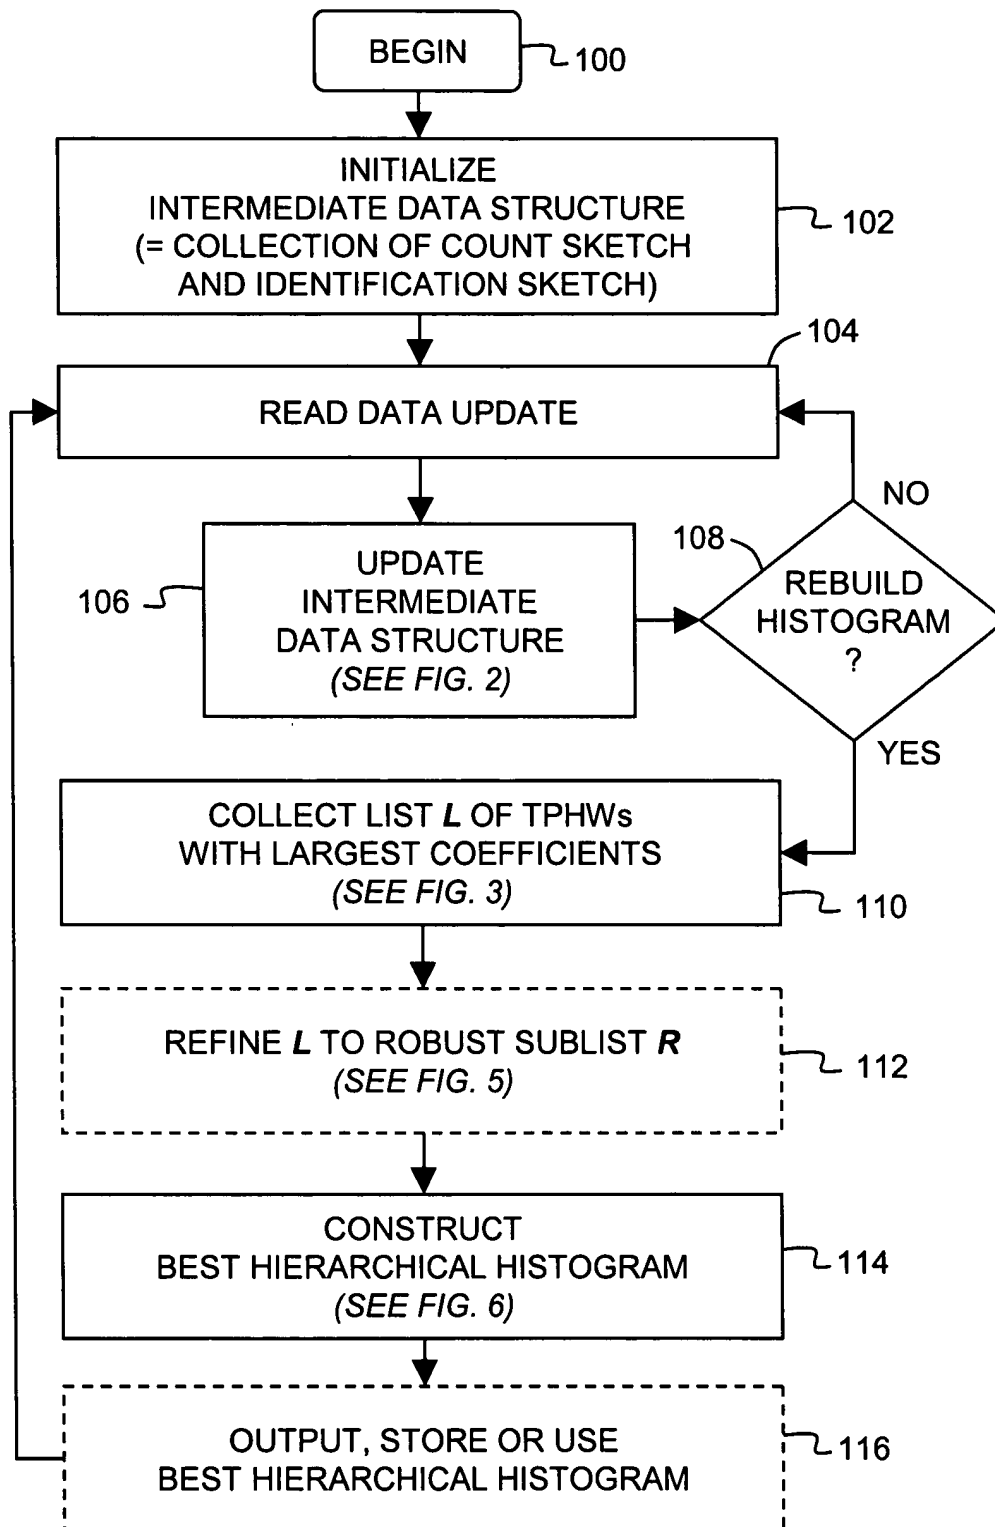 BEGIN
100
INITIALIZE
INTERMEDIATE DATA STRUCTURE
(= COLLECTION OF COUNT SKETCH
AND IDENTIFICATION SKETCH)
102
104
READ DATA UPDATE
NO
108
106
UPDATE
INTERMEDIATE
DATA STRUCTURE
(SEE FIG. 2)
REBUILD
HISTOGRAM
?
YES
COLLECT LIST L OF TPHWs
WITH LARGEST COEFFICIENTS
(SEE FIG. 3)
110
REFINE L TO ROBUST SUBLIST R
(SEE FIG. 5)
112
CONSTRUCT
BEST HIERARCHICAL HISTOGRAM
(SEE FIG. 6)
114
OUTPUT, STORE OR USE
BEST HIERARCHICAL HISTOGRAM
116